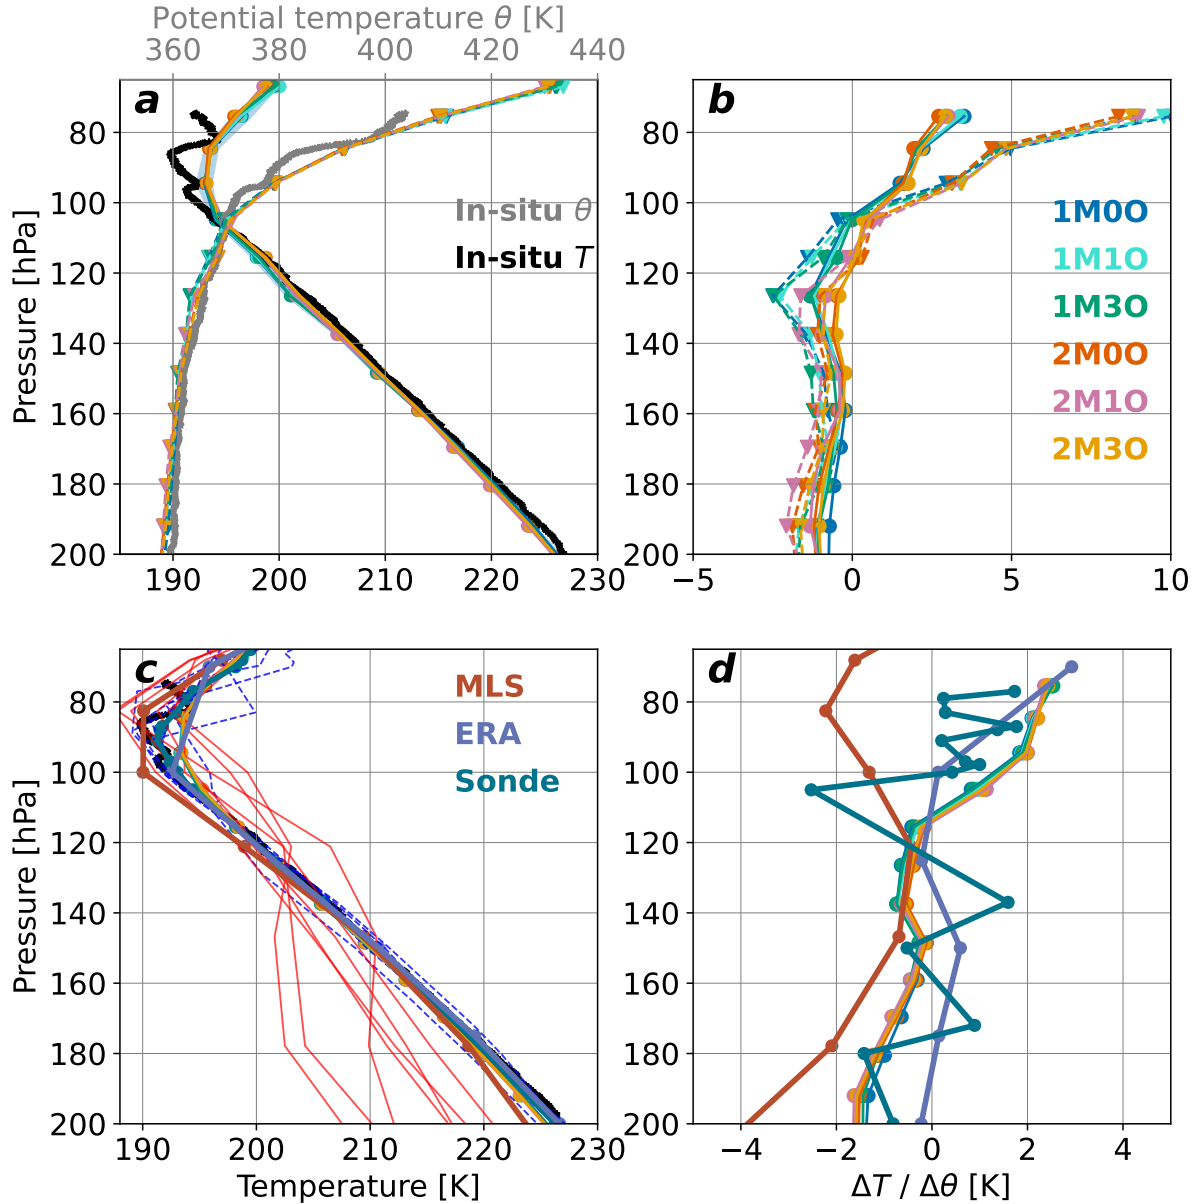 Potential temperature θ [K]
360 380 400 420 440
a
b
80
100
120
140
160
180
200
Pressure [hPa]
In-situ θ
In-situ T
190 200 210 220 230
80
100
120
140
160
180
200
1M0O
1M1O
1M3O
2M0O
2M1O
2M3O
−5 0 5 10
c
d
80
100
120
140
160
180
200
Pressure [hPa]
MLS
ERA
Sonde
190 200 210 220 230
Temperature [K]
80
100
120
140
160
180
200
−4 −2 0 2 4
ΔT / Δθ [K]